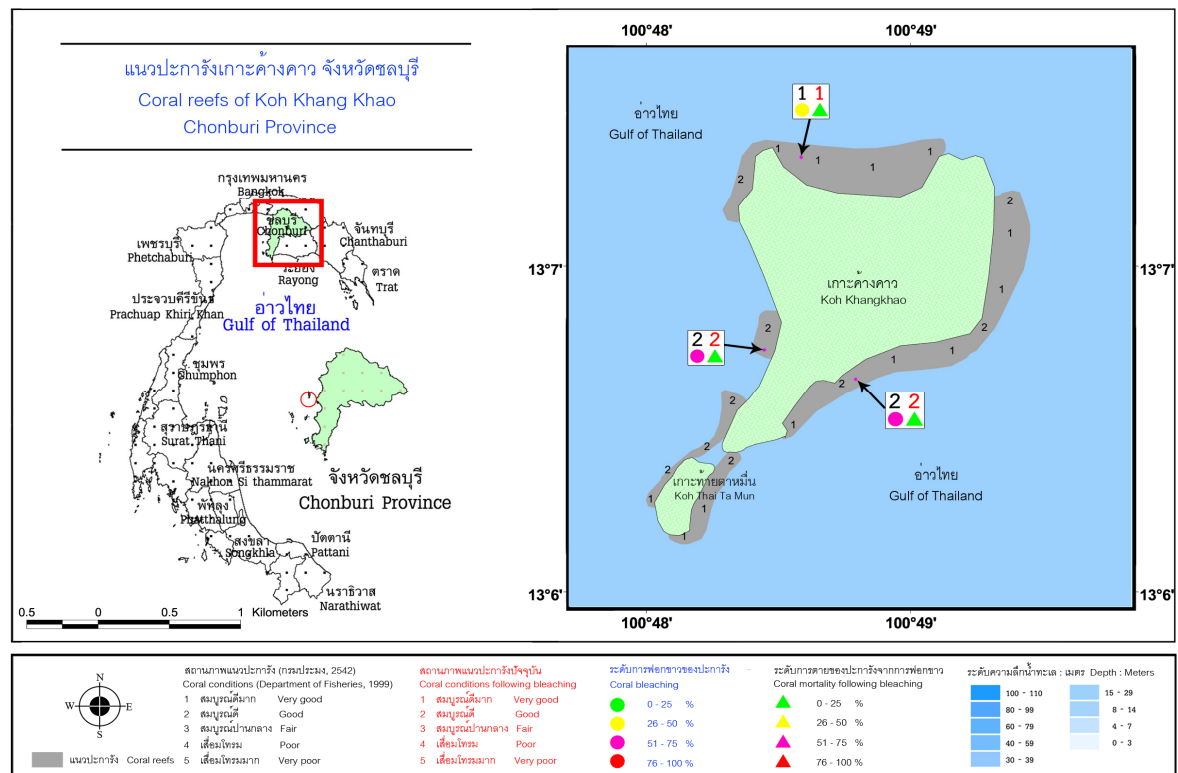 แนวปะการังเกาะค้างคาว จังหวัดชลบุรี
Coral reefs of Koh Khang Khao
Chonburi Province
กรุงเทพมหานคร
Bangkok
ชลบุรี
Chonburi
จันทบุรี
Chanthaburi
เพชรบุรี
Phetchaburi
ระยอง
Rayong
ตราด
Trat
ประจวบคีรีขันธ์
Prachuap Khiri Khan
อ่าวไทย
Gulf of Thailand
ชุมพร
Chumphon
สุราษฎร์ธานี
Surat Thani
นครศรีธรรมราช
Nakhon Si thammarat
จังหวัดชลบุรี
Chonburi Province
พัทลุง
Phatthalung
สงขลา
Songkhla
ปัตตานี
Pattani
นราธิวาส
Narathiwat
0.5 0 0.5 1 Kilometers
100°48' 100°49'
13°7' 13°7'
13°6' 13°6'
100°48' 100°49'
อ่าวไทย
Gulf of Thailand
1 1
1 1 1 1
2 2
1
1
2
เกาะค้างคาว
Koh Khangkhao
2 2
2
1
1
2
2
2 2
2
1
2
2
เกาะท้ายตาหมื่น
Koh Thai Ta Mun
1
1
1
อ่าวไทย
Gulf of Thailand
N
W E
S
แนวปะการัง Coral reefs
สถานภาพแนวปะการัง (กรมประมง, 2542)
Coral conditions (Department of Fisheries, 1999)
1 สมบูรณ์ดีมาก Very good
2 สมบูรณ์ดี Good
3 สมบูรณ์ปานกลาง Fair
4 เสื่อมโทรม Poor
5 เสื่อมโทรมมาก Very poor
สถานภาพแนวปะการังปัจจุบัน
Coral conditions following bleaching
1 สมบูรณ์ดีมาก Very good
2 สมบูรณ์ดี Good
3 สมบูรณ์ปานกลาง Fair
4 เสื่อมโทรม Poor
5 เสื่อมโทรมมาก Very poor
ระดับการฟอกขาวของปะการัง -
Coral bleaching
0 - 25 %
26 - 50 %
51 - 75 %
76 - 100 %
ระดับการตายของปะการังจากการฟอกขาว
Coral mortality following bleaching
0 - 25 %
26 - 50 %
51 - 75 %
76 - 100 %
ระดับความลึกน้ำทะเล : เมตร Depth : Meters
100 - 110
80 - 99
60 - 79
40 - 59
30 - 39
15 - 29
8 - 14
4 - 7
0 - 3